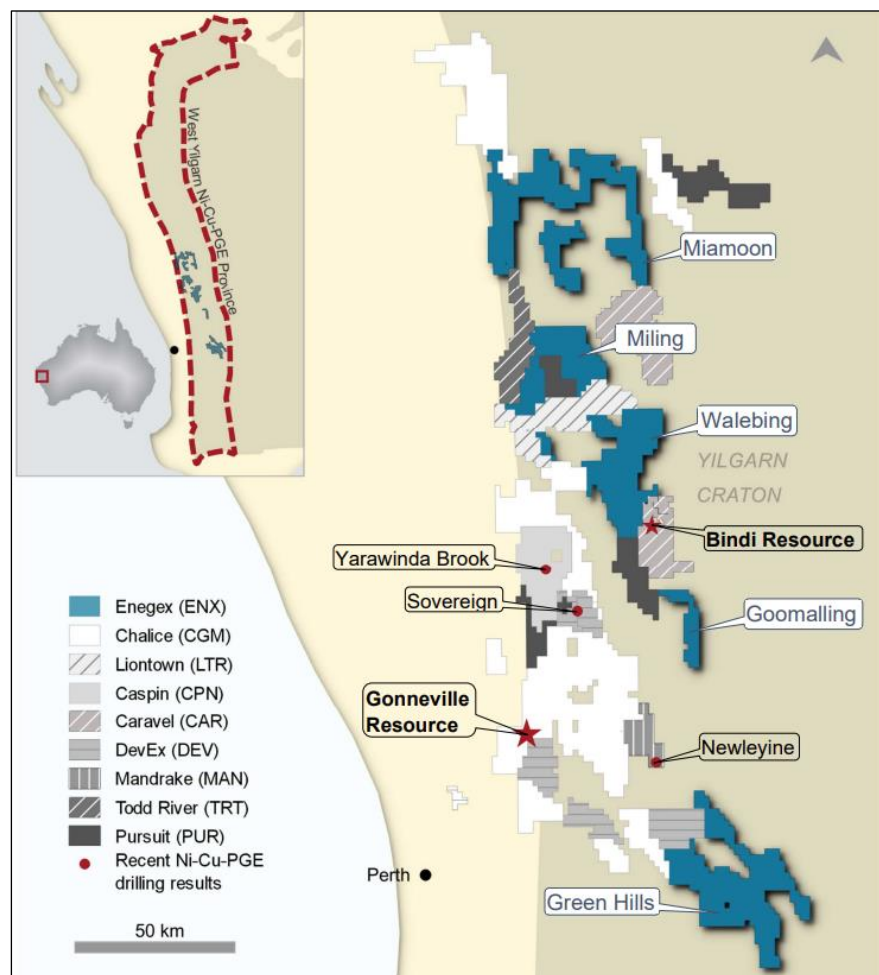 West Yilgarn Ni-Cu-PGE Province
Miamoon
Miling
Walebing
YILGARN
CRATON
Bindi Resource
Yarawinda Brook
Sovereign
Goomalling
Gonneville
Resource
Newleyine
Perth
Green Hills
Enegex (ENX)
Chalice (CGM)
Liontown (LTR)
Caspin (CPN)
Caravel (CAR)
DevEx (DEV)
Mandrake (MAN)
Todd River (TRT)
Pursuit (PUR)
Recent Ni-Cu-PGE
drilling results
50 km